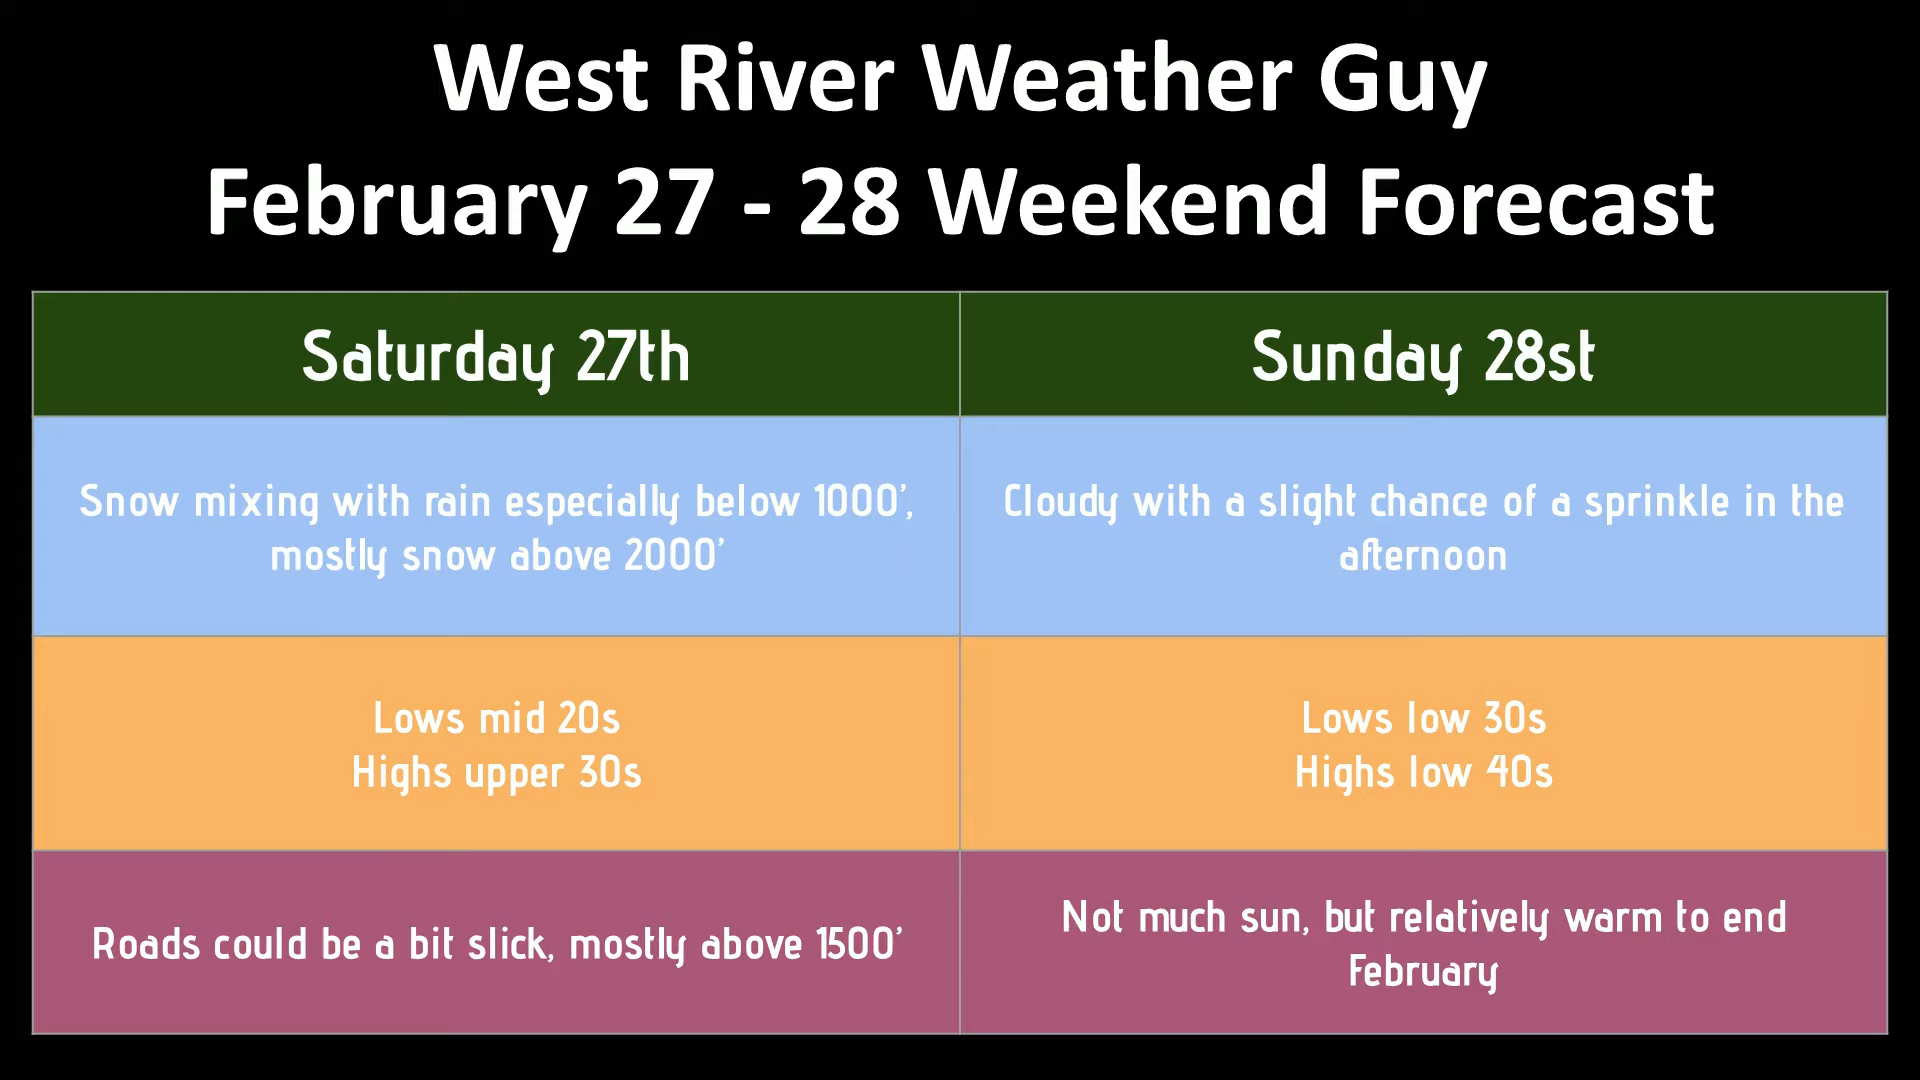 West River Weather Guy
February 27 - 28 Weekend Forecast
Saturday 27th
Sunday 28st
Snow mixing with rain especially below 1000’,
mostly snow above 2000’
Cloudy with a slight chance of a sprinkle in the
afternoon
Lows mid 20s
Highs upper 30s
Lows low 30s
Highs low 40s
Roads could be a bit slick, mostly above 1500’
Not much sun, but relatively warm to end
February